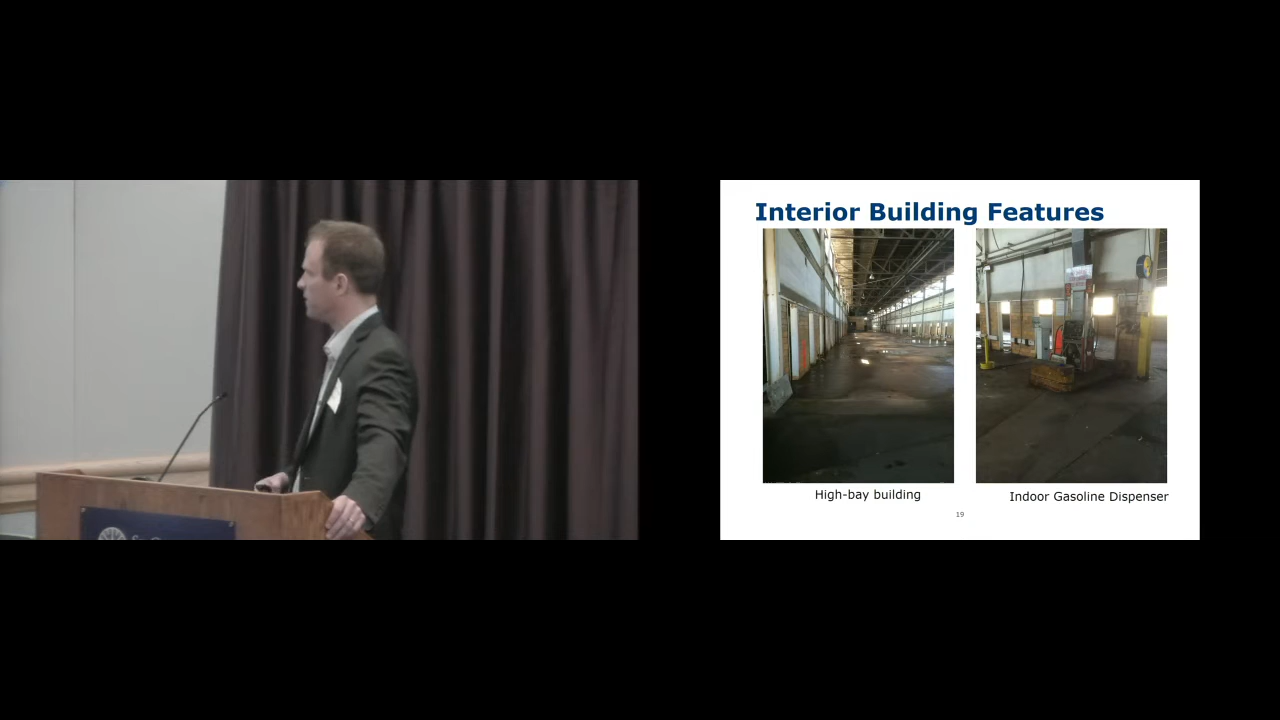 Interior Building Features
High-bay building
Indoor Gasoline Dispenser
19